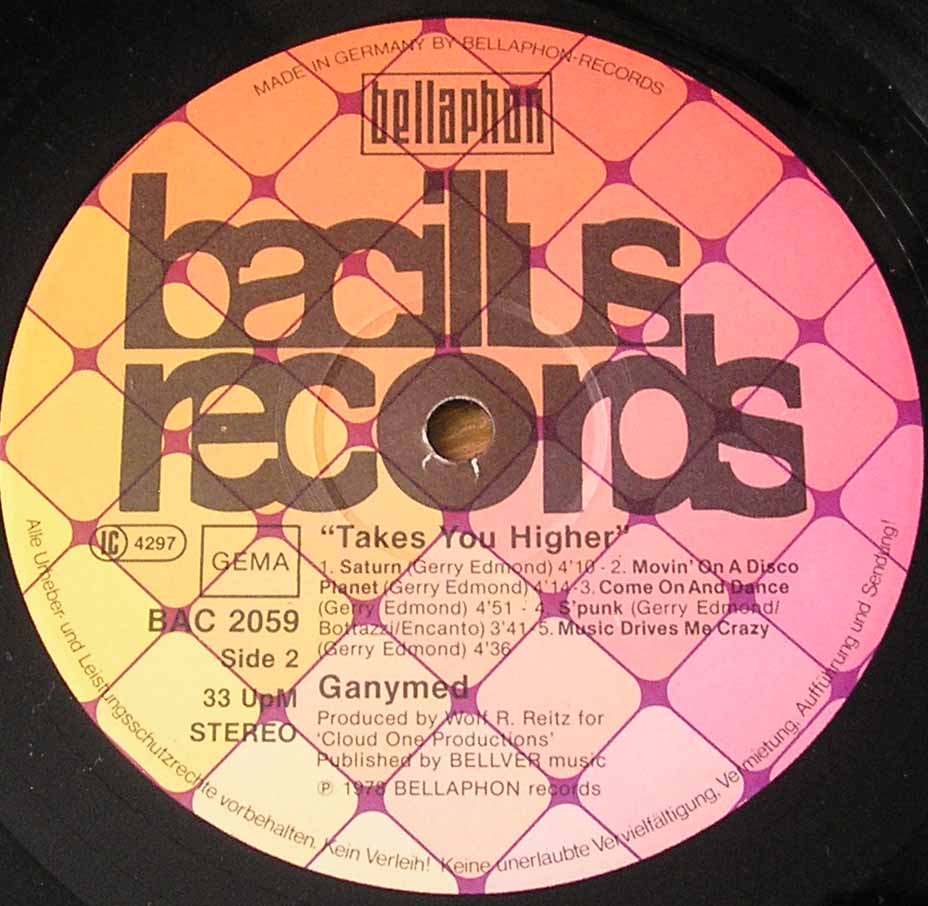 MADE IN GERMANY BY BELLAPHON-RECORDS
bellaphon
bacillus
records
LC 4297
GEMA
BAC 2059
Side 2
33 UpM
STEREO
“Takes You Higher”
1. Saturn (Gerry Edmond) 4'10 - 2. Movin' On A Disco
Planet (Gerry Edmond) 4'14 - 3. Come On And Dance
(Gerry Edmond) 4'51 - 4. S'punk (Gerry Edmond/
Bottazzi/Encanto) 3'41 - 5. Music Drives Me Crazy
(Gerry Edmond) 4'36
Ganymed
Produced by Wolf R. Reitz for
'Cloud One Productions'
Published by BELLVER music
℗ 1978 BELLAPHON records
Alle Urheber- und Leistungsschutzrechte vorbehalten. Kein Verleih! Keine unerlaubte Vervielfältigung, Vermietung, Aufführung und Sendung!